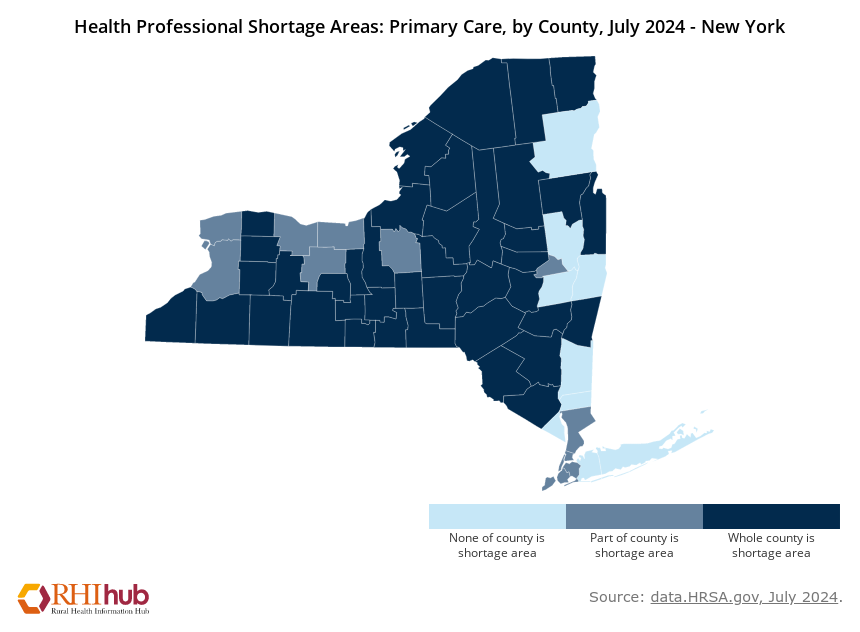 Health Professional Shortage Areas: Primary Care, by County, July 2024 - New York
None of county is
shortage area
Part of county is
shortage area
Whole county is
shortage area
RHIhub
Rural Health Information Hub
Source: data.HRSA.gov, July 2024.